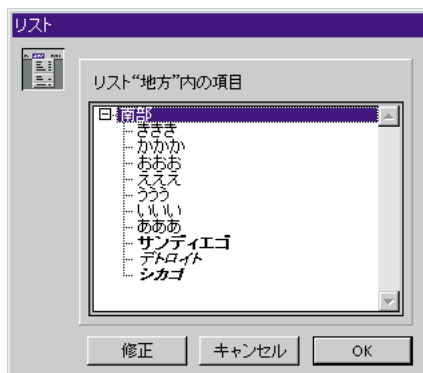 リスト
リスト“地方”内の項目
南部
ききき
かかか
おおお
えええ
ううう
いいい
あああ
サンディエゴ
デトロイト
シカゴ
修正
キャンセル
OK